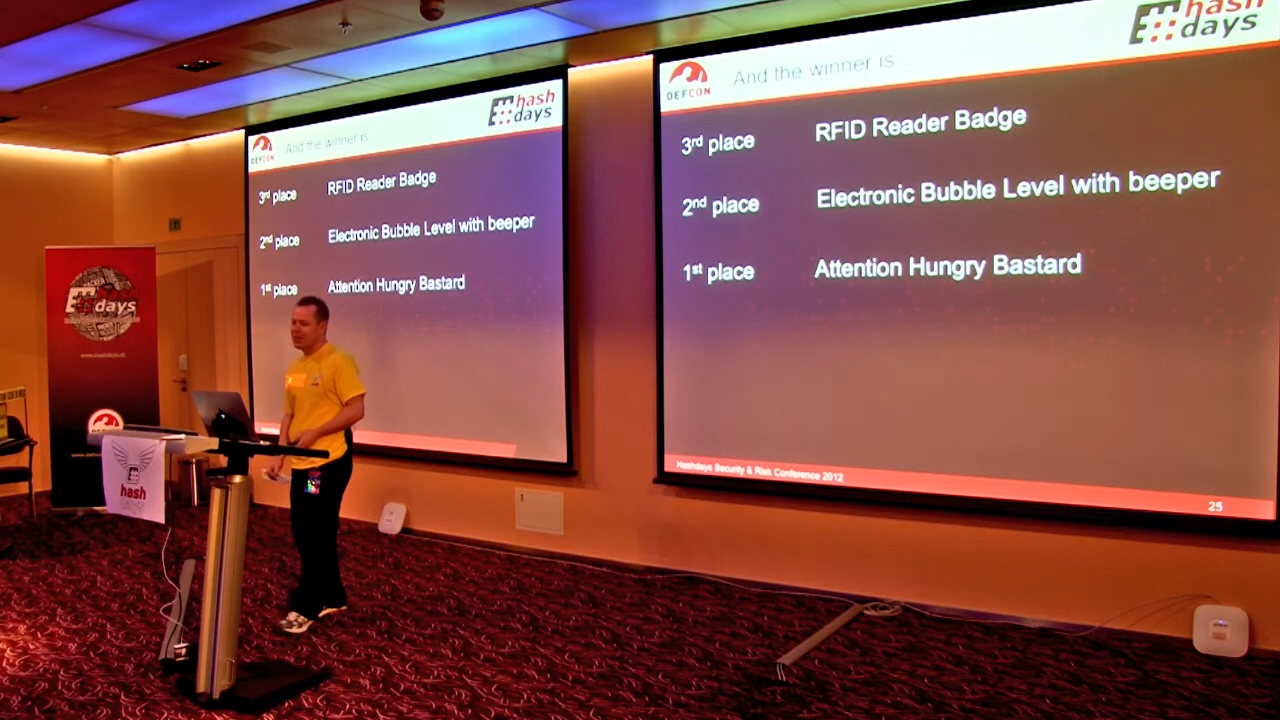 hash
days
DEFCON
And the winner is
3rd place RFID Reader Badge
2nd place Electronic Bubble Level with beeper
1st place Attention Hungry Bastard
hash
days
DEFCON
And the winner is
3rd place RFID Reader Badge
2nd place Electronic Bubble Level with beeper
1st place Attention Hungry Bastard
Hashdays Security & Risk Conference 2012
25
days
hash